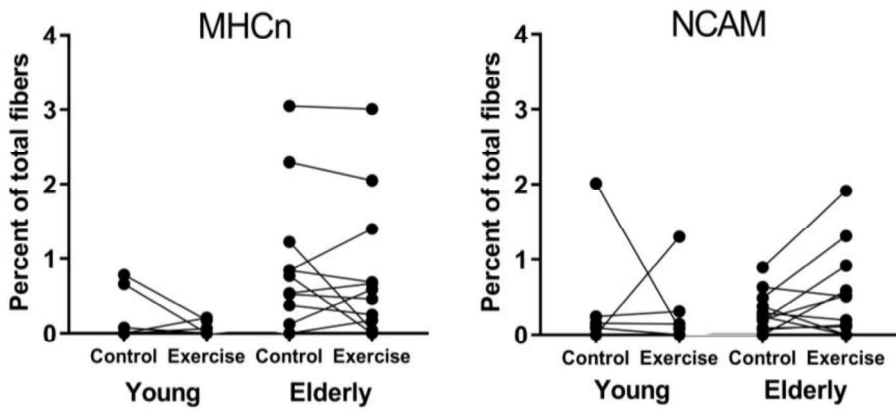 MHCn
Percent of total fibers
4
3
2
1
0
Control Exercise Control Exercise
Young Elderly
NCAM
Percent of total fibers
4
3
2
1
0
Control Exercise Control Exercise
Young Elderly